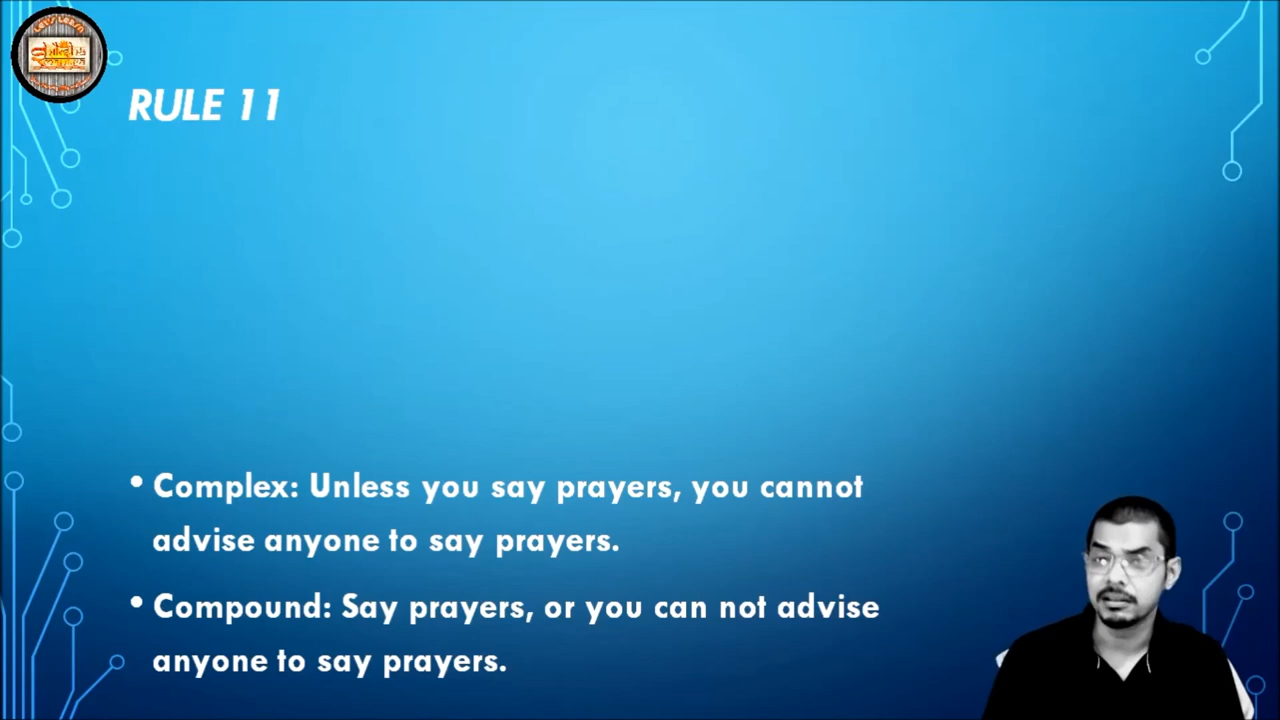 RULE 11
• Complex: Unless you say prayers, you cannot
advise anyone to say prayers.
• Compound: Say prayers, or you can not advise
anyone to say prayers.